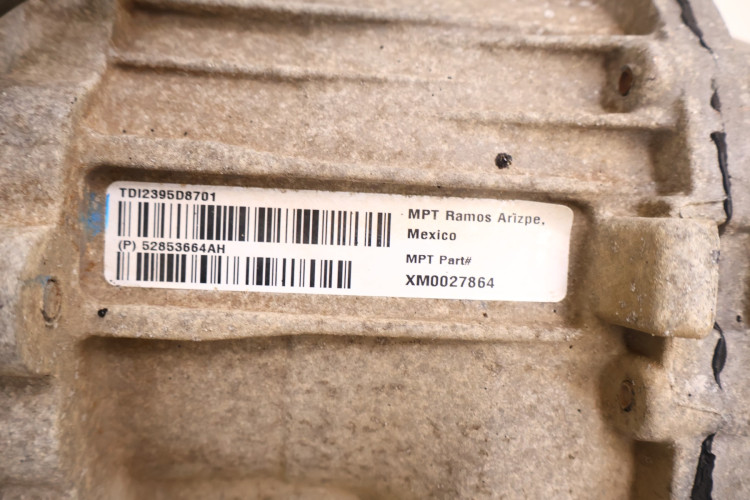 TDI2395D8701
(P) 52853664AH
MPT Ramos Arizpe,
Mexico
MPT Part#
XM0027864